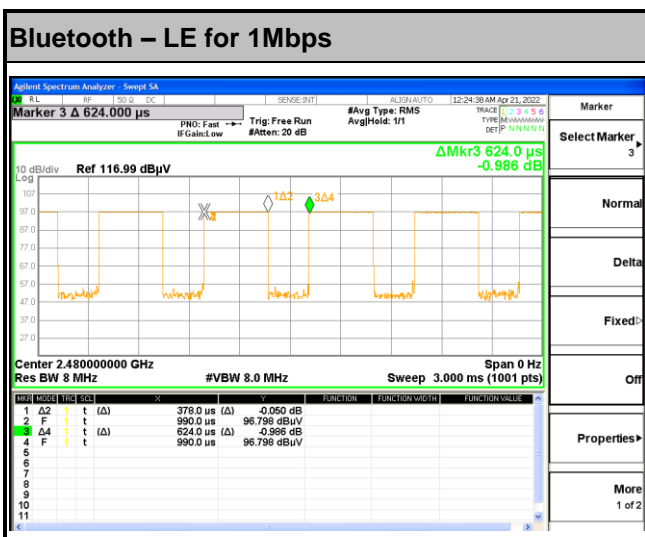 Bluetooth – LE for 1Mbps
Agilent Spectrum Analyzer - Swept SA
RL RF 50 Ω DC SENSE:INT ALIGNAUTO 12:24:38 AM Apr 21, 2022
Marker 3 Δ 624.000 µs
PNO: Fast Trig: Free Run #Avg Type: RMS TRACE 1 2 3 4 5 6
IFGain:Low #Atten: 20 dB Avg|Hold: 1/1 TYPE M
DET P N N N N N
ΔMkr3 624.0 µs
-0.986 dB
10 dB/div Ref 116.99 dBµV
Log
107
97.0
87.0
77.0
67.0
57.0
47.0
37.0
27.0
1Δ2 3Δ4
Center 2.480000000 GHz Span 0 Hz
Res BW 8 MHz #VBW 8.0 MHz Sweep 3.000 ms (1001 pts)
MKR MODE TRC SCL X Y FUNCTION FUNCTION WIDTH FUNCTION VALUE
1 Δ2 1 t (Δ) 378.0 µs (Δ) -0.050 dB
2 F 1 t 990.0 µs 96.798 dBµV
3 Δ4 1 t (Δ) 624.0 µs (Δ) -0.986 dB
4 F 1 t 990.0 µs 96.798 dBµV
5
6
7
8
9
10
11
Marker
Select Marker
3
Normal
Delta
Fixed
Off
Properties
More
1 of 2